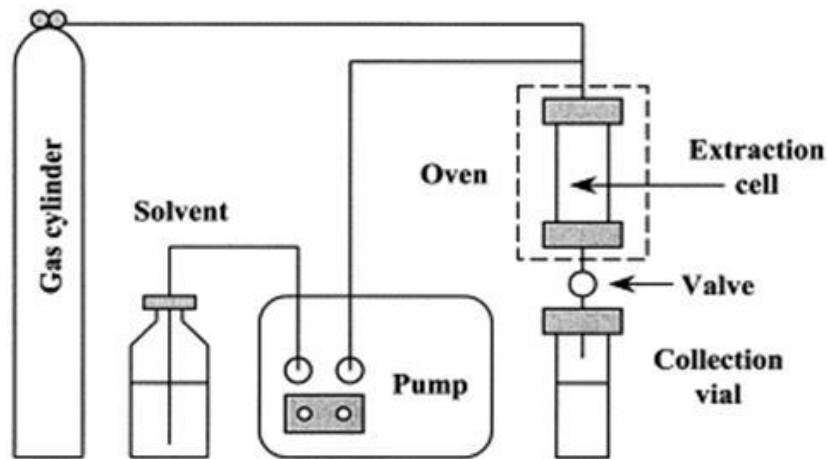 Gas cylinder
Solvent
Pump
Oven
Extraction
cell
Valve
Collection
vial